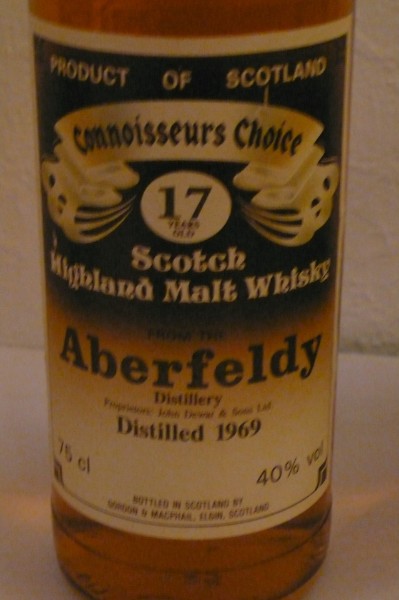 PRODUCT OF SCOTLAND
Connoisseurs Choice
17
YEARS
OLD
Scotch
Highland Malt Whisky
FROM THE
Aberfeldy
Distillery
Proprietors: John Dewar & Sons Ltd.
Distilled 1969
75 cl
40% vol
BOTTLED IN SCOTLAND BY
GORDON & MACPHAIL, ELGIN, SCOTLAND